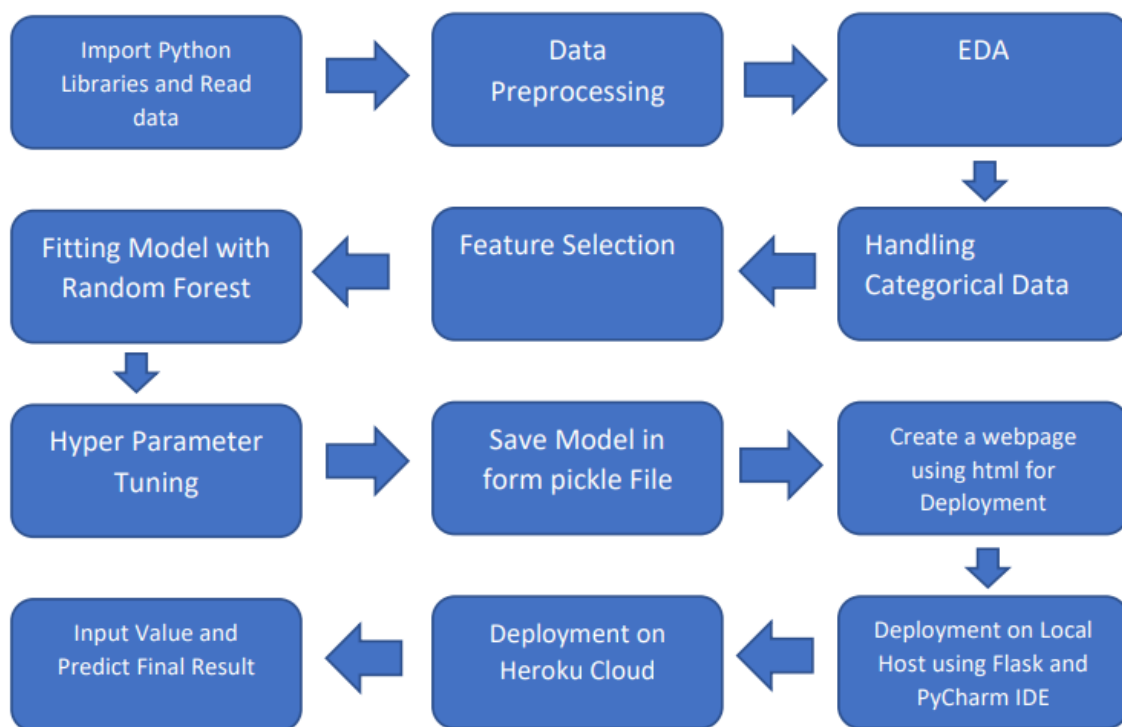 Import Python
Libraries and Read
data
Data
Preprocessing
EDA
Handling
Categorical Data
Feature Selection
Fitting Model with
Random Forest
Hyper Parameter
Tuning
Save Model in
form pickle File
Create a webpage
using html for
Deployment
Deployment on Local
Host using Flask and
PyCharm IDE
Deployment on
Heroku Cloud
Input Value and
Predict Final Result